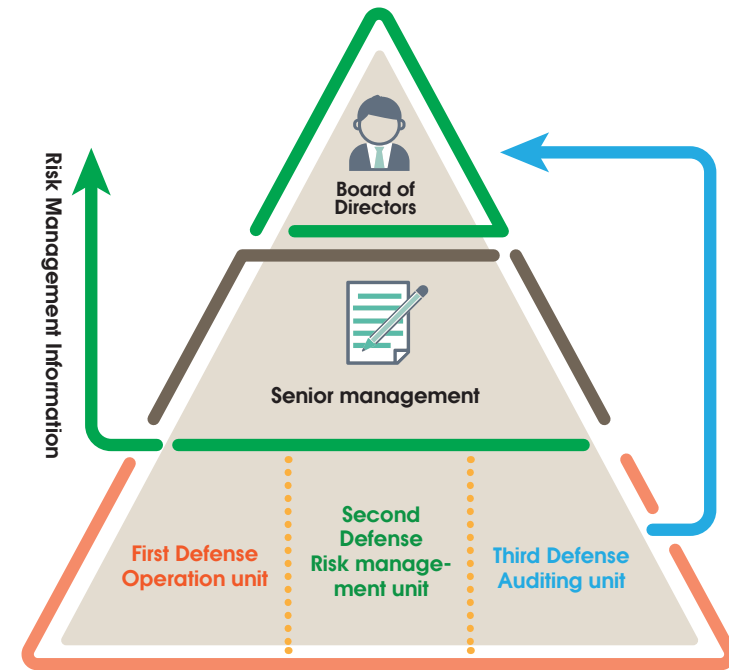 Board of
Directors
Risk Management Information
Senior management
First Defense
Operation unit
Second
Defense
Risk manage-
ment unit
Third Defense
Auditing unit